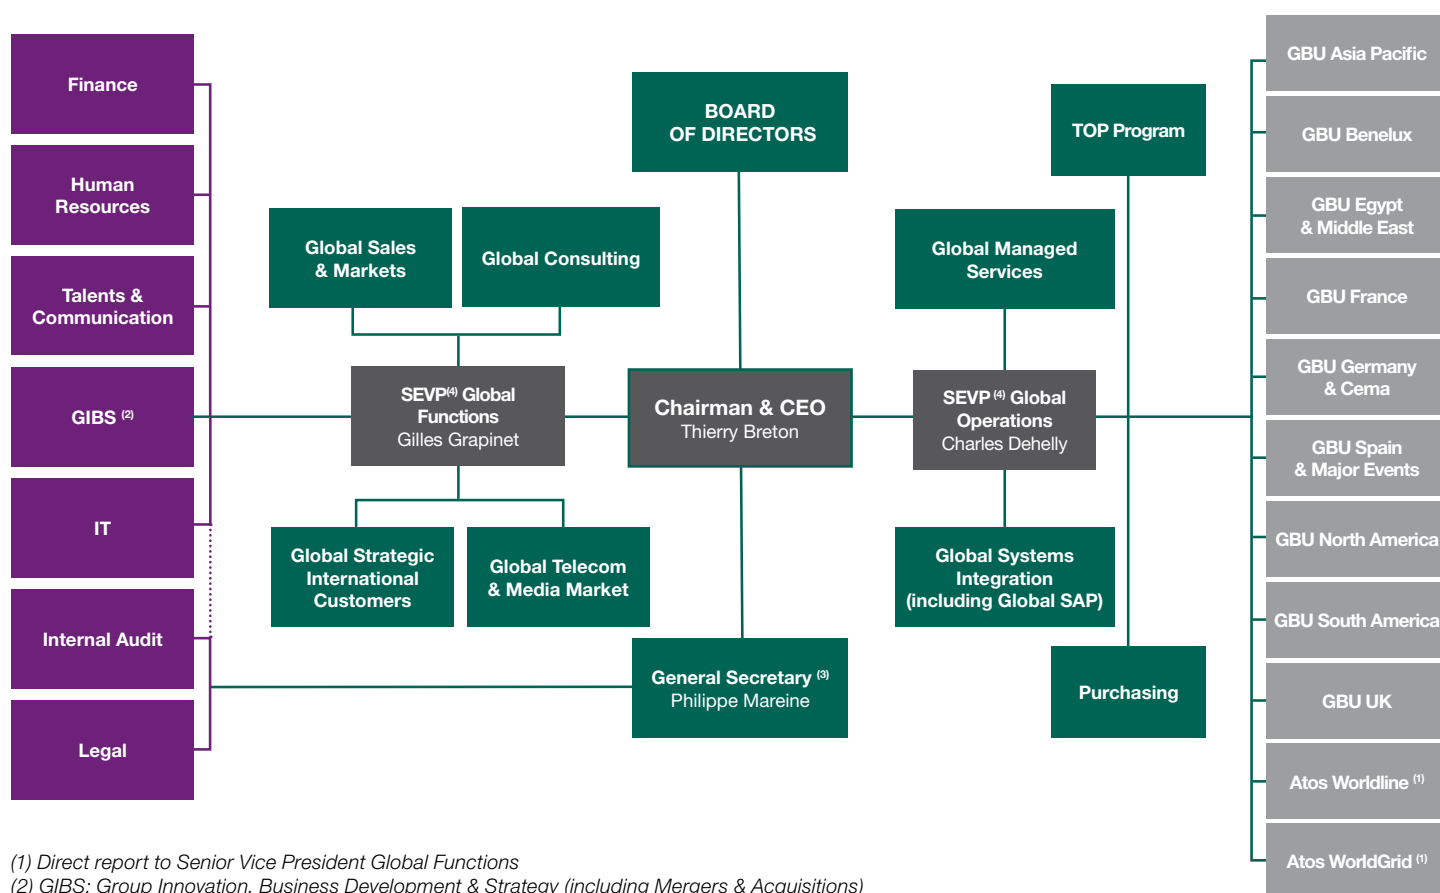 Finance
Human
Resources
Talents &
Communication
GIBS (2)
IT
Internal Audit
Legal
BOARD
OF DIRECTORS
Global Sales
& Markets
Global Consulting
SEVP(4) Global
Functions
Gilles Grapinet
Chairman & CEO
Thierry Breton
Global Strategic
International
Customers
Global Telecom
& Media Market
General Secretary (3)
Philippe Mareine
TOP Program
Global Managed
Services
SEVP (4) Global
Operations
Charles Dehelly
Global Systems
Integration
(including Global SAP)
Purchasing
GBU Asia Pacific
GBU Benelux
GBU Egypt
& Middle East
GBU France
GBU Germany
& Cema
GBU Spain
& Major Events
GBU North America
GBU South America
GBU UK
Atos Worldline (1)
Atos WorldGrid (1)
(1) Direct report to Senior Vice President Global Functions
(2) GIBS: Group Innovation, Business Development & Strategy (including Mergers & Acquisitions)